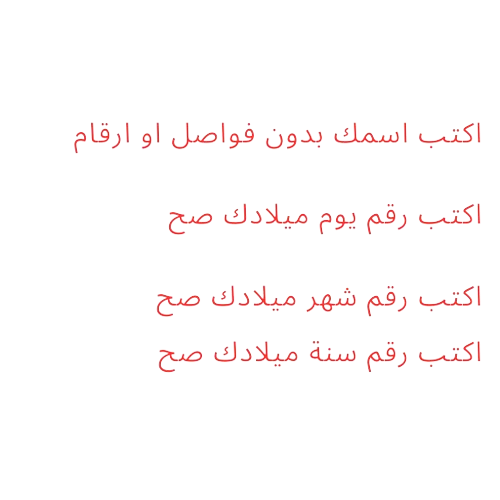 اكتب اسمك بدون فواصل او ارقام
اكتب رقم يوم ميلادك صح
اكتب رقم شهر ميلادك صح
اكتب رقم سنة ميلادك صح